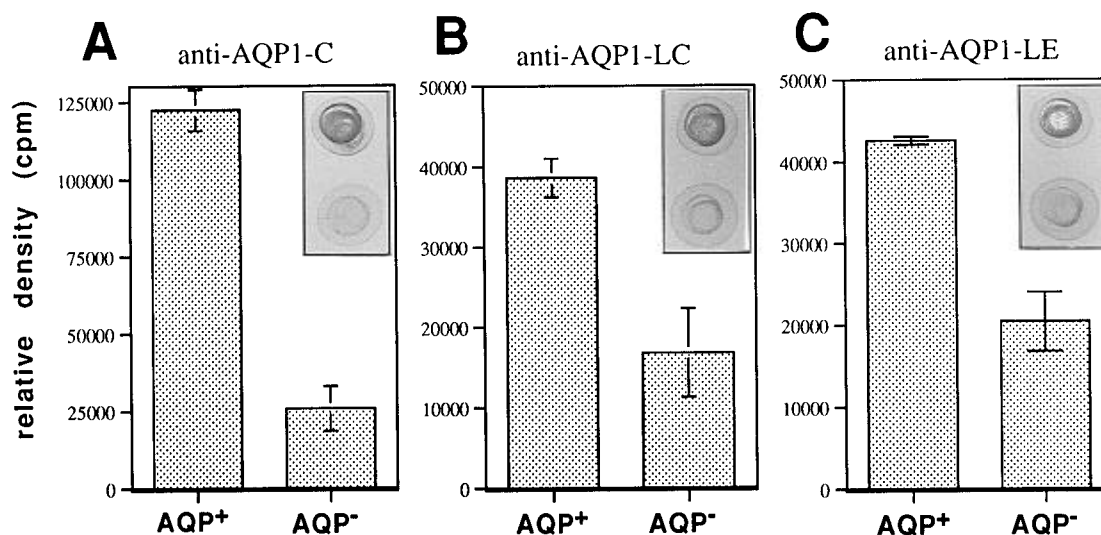 A
anti-AQP1-C
B
anti-AQP1-LC
C
anti-AQP1-LE
relative density (cpm)
125000
100000
75000
50000
25000
0
AQP+
AQP-
50000
40000
30000
20000
10000
0
AQP+
AQP-
50000
40000
30000
20000
10000
0
AQP+
AQP-